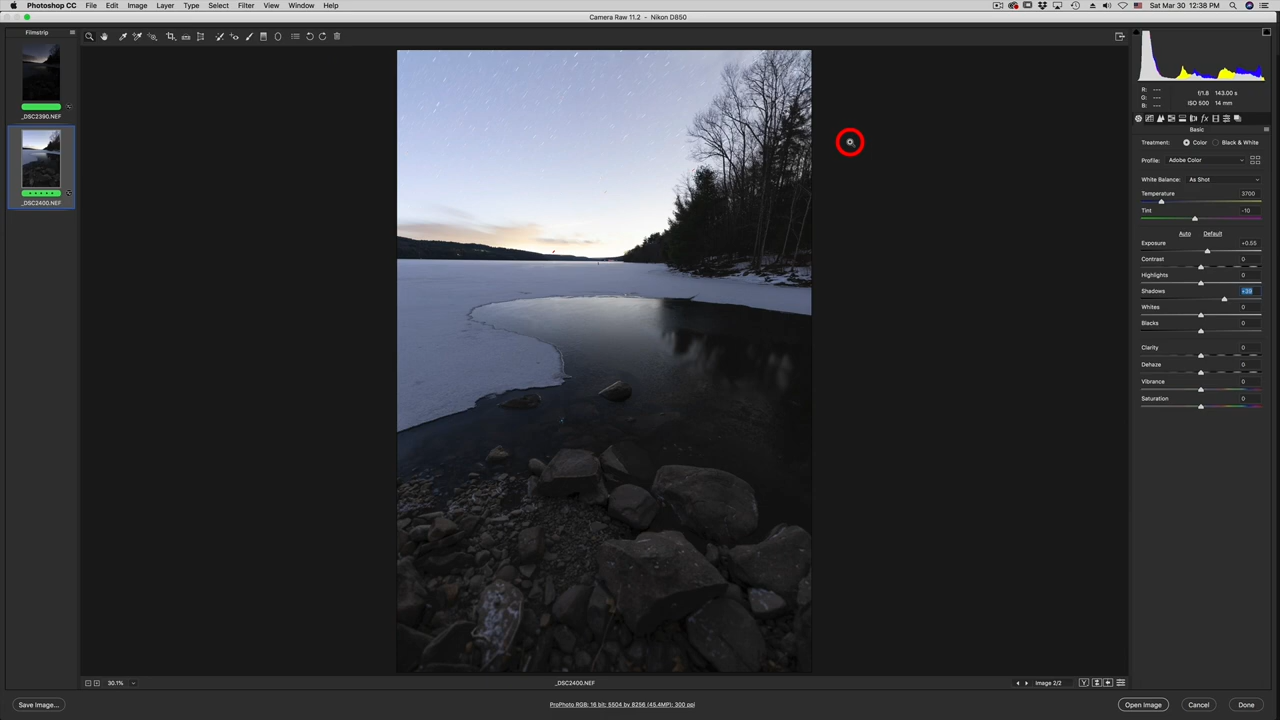 Photoshop CC File Edit Image Layer Type Select Filter View Window Help
Sat Mar 30 12:38 PM
Camera Raw 11.2 - Nikon D850
Filmstrip
_DSC2390.NEF
_DSC2400.NEF
R: ---
G: ---
B: ---
f/1.8 143.00 s
ISO 500 14 mm
Basic
Treatment: Color Black & White
Profile: Adobe Color
White Balance: As Shot
Temperature 3700
Tint -10
Auto Default
Exposure +0.55
Contrast 0
Highlights 0
Shadows +39
Whites 0
Blacks 0
Clarity 0
Dehaze 0
Vibrance 0
Saturation 0
30.1%
_DSC2400.NEF
Image 2/2
Y
Save Image...
ProPhoto RGB; 16 bit; 5504 by 8256 (45.4MP); 300 ppi
Open Image
Cancel
Done